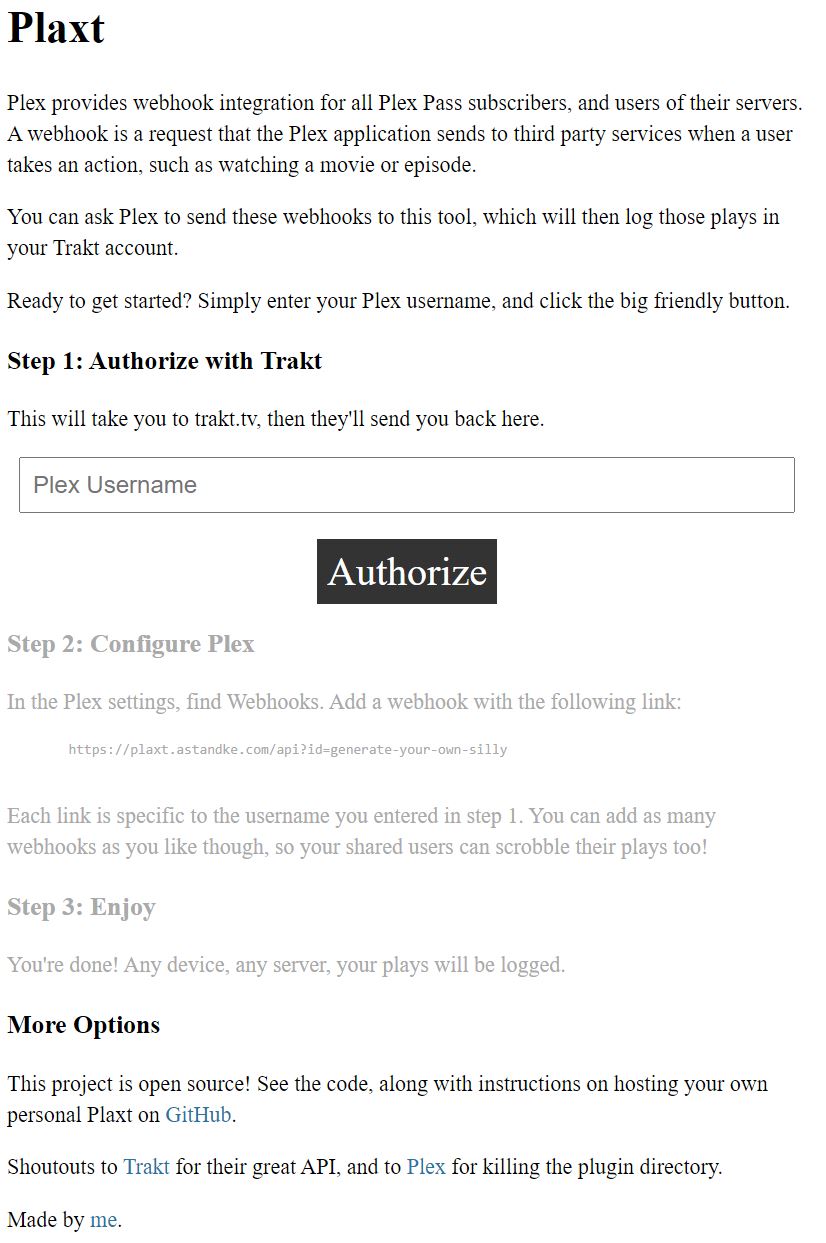 Plaxt
Plex provides webhook integration for all Plex Pass subscribers, and users of their servers.
A webhook is a request that the Plex application sends to third party services when a user
takes an action, such as watching a movie or episode.
You can ask Plex to send these webhooks to this tool, which will then log those plays in
your Trakt account.
Ready to get started? Simply enter your Plex username, and click the big friendly button.
Step 1: Authorize with Trakt
This will take you to trakt.tv, then they'll send you back here.
Plex Username
Authorize
Step 2: Configure Plex
In the Plex settings, find Webhooks. Add a webhook with the following link:
https://plaxt.astandke.com/api?id=generate-your-own-silly
Each link is specific to the username you entered in step 1. You can add as many
webhooks as you like though, so your shared users can scrobble their plays too!
Step 3: Enjoy
You're done! Any device, any server, your plays will be logged.
More Options
This project is open source! See the code, along with instructions on hosting your own
personal Plaxt on GitHub.
Shoutouts to Trakt for their great API, and to Plex for killing the plugin directory.
Made by me.